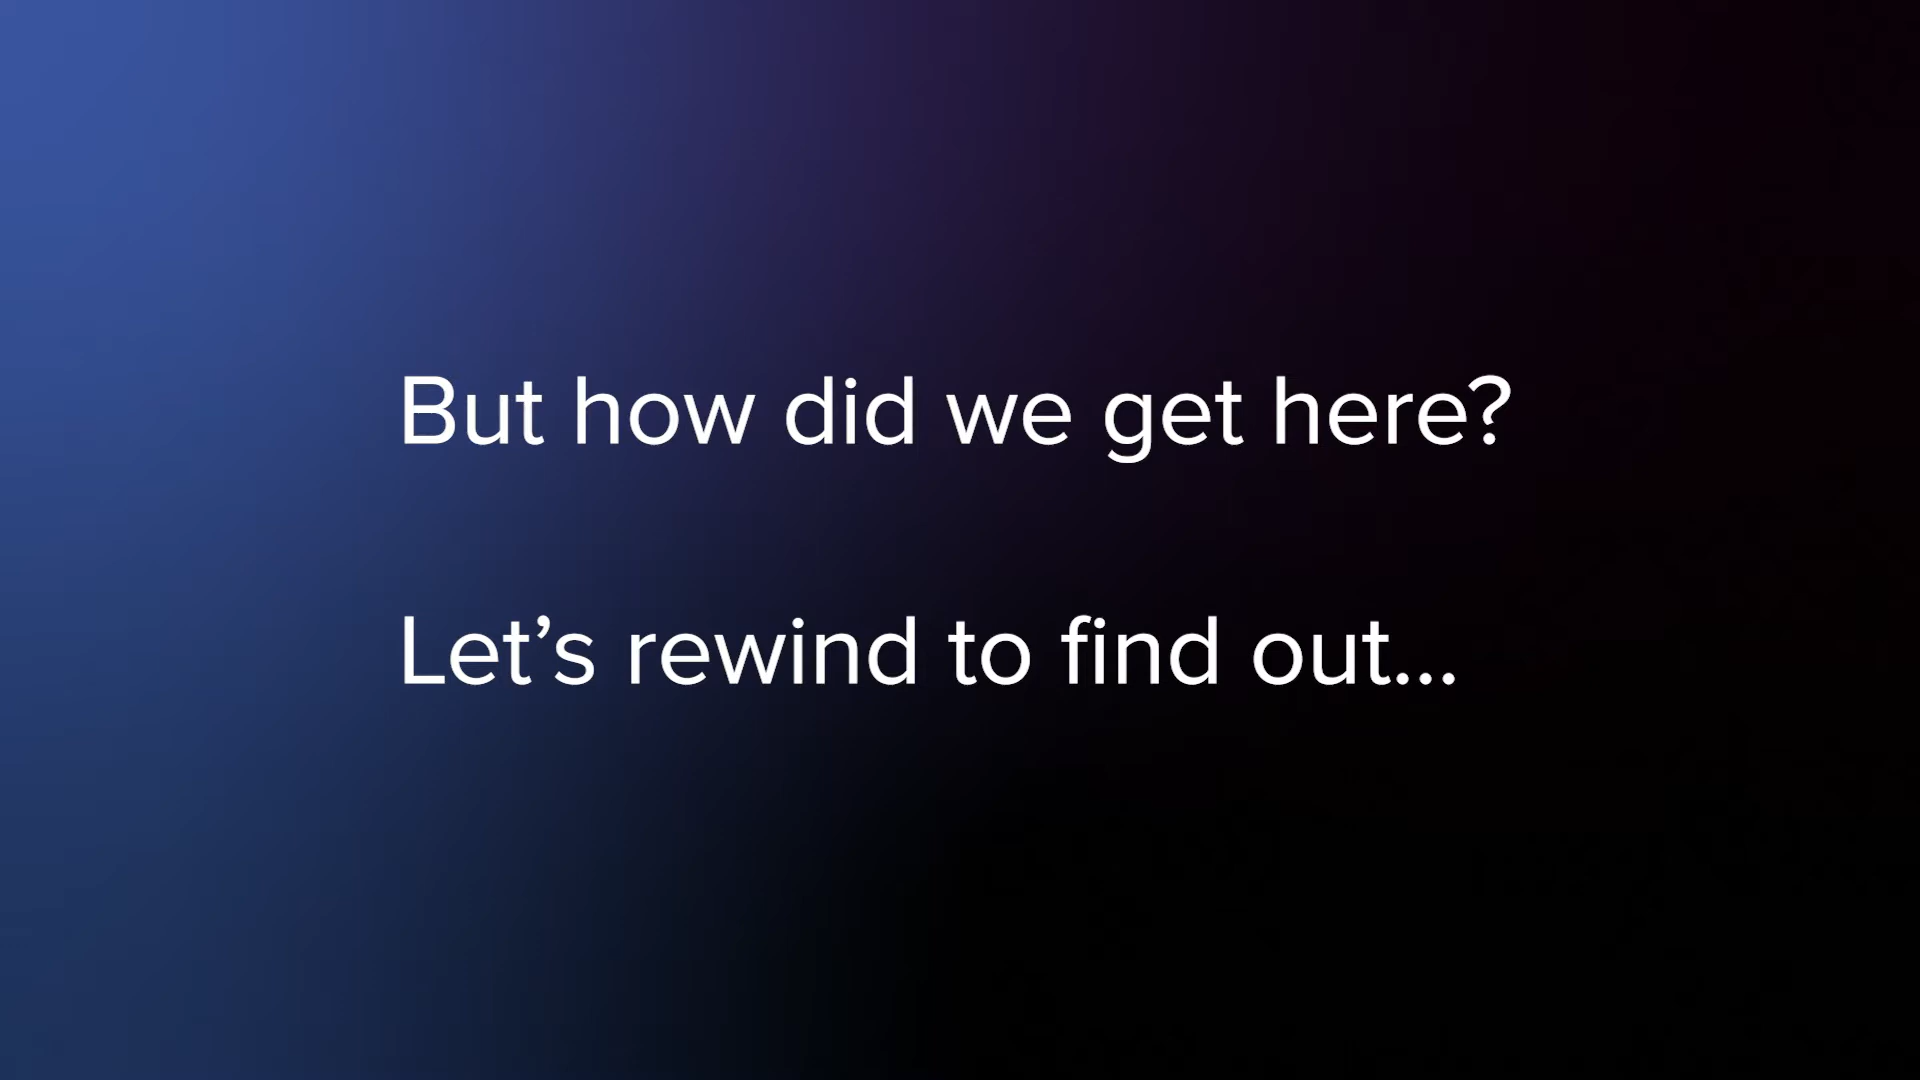 But how did we get here?
Let’s rewind to find out...